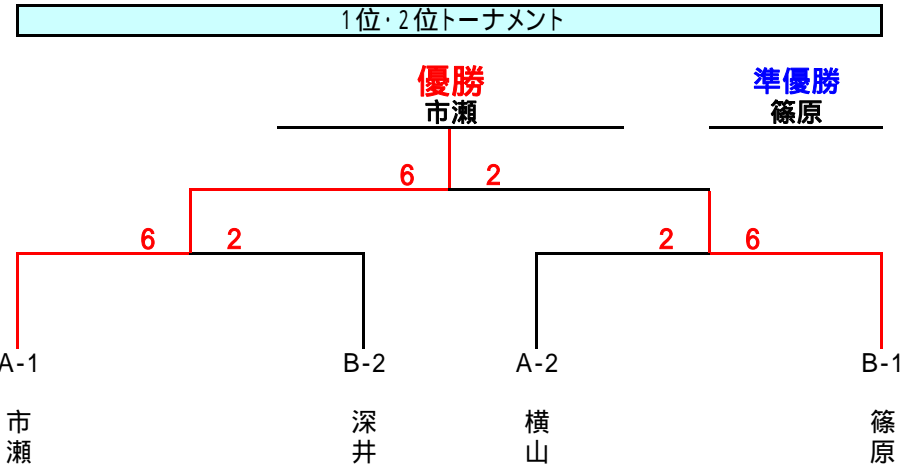 1位・2位トーナメント
優勝 準優勝
市瀬 篠原
6 2
6 2 2 6
A-1 B-2 A-2 B-1
市瀬 深井 横山 篠原